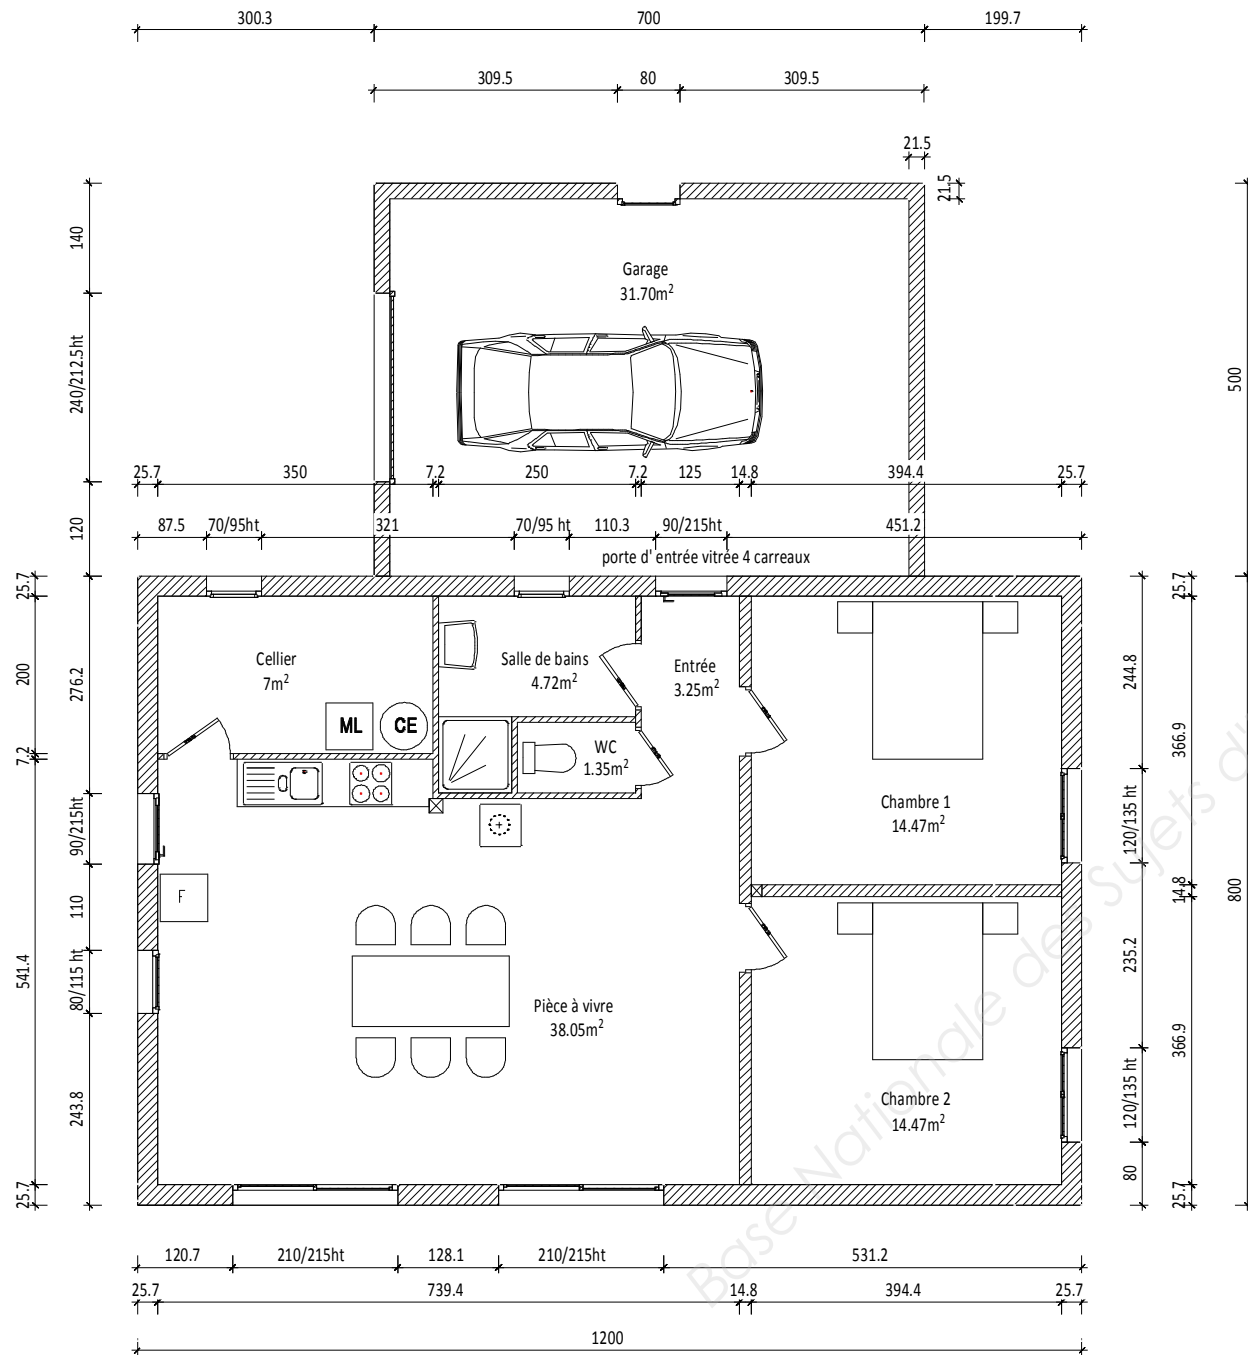 300.3 700 199.7
309.5 80 309.5
21.5
21.5
140
Garage
31.70m²
240/212.5ht
500
25.7 350 7.2 250 7.2 125 14.8 394.4 25.7
120
87.5 70/95ht 321 70/95 ht 110.3 90/215ht 451.2
porte d' entrée vitrée 4 carreaux
25.7
25.7
200
276.2
Cellier
7m²
Salle de bains
4.72m²
Entrée
3.25m²
244.8
366.9
ML
CE
WC
1.35m²
7.2
90/215ht
Chambre 1
14.47m²
120/135 ht
F
110
14.8
800
541.4
80/115 ht
235.2
Pièce à vivre
38.05m²
366.9
243.8
Chambre 2
14.47m²
120/135 ht
80
25.7
25.7
120.7 210/215ht 128.1 210/215ht 531.2
25.7 739.4 14.8 394.4 25.7
1200
Base Nationale des Sujets d'